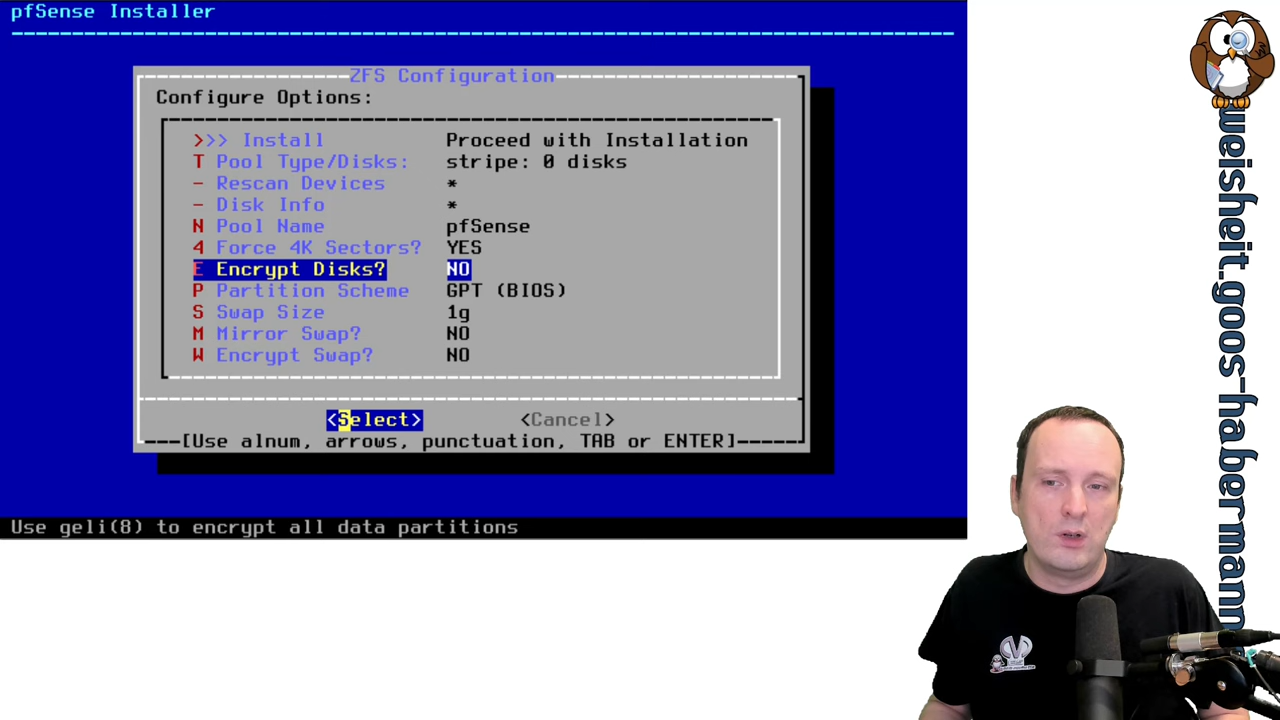 pfSense Installer
ZFS Configuration
Configure Options:
>>> Install Proceed with Installation
T Pool Type/Disks: stripe: 0 disks
- Rescan Devices *
- Disk Info *
N Pool Name pfSense
4 Force 4K Sectors? YES
E Encrypt Disks? NO
P Partition Scheme GPT (BIOS)
S Swap Size 1g
M Mirror Swap? NO
W Encrypt Swap? NO
<Select> <Cancel>
[Use alnum, arrows, punctuation, TAB or ENTER]
Use geli(8) to encrypt all data partitions
weisheit.goos-habermann